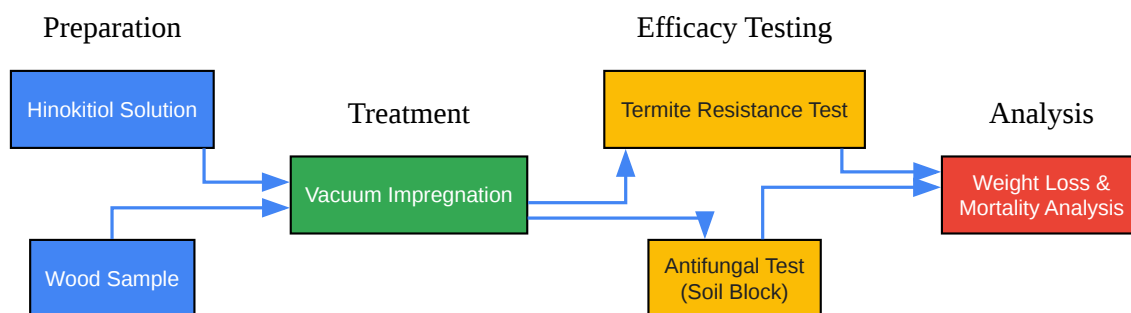 Preparation
Efficacy Testing
Hinokitiol Solution
Treatment
Termite Resistance Test
Analysis
Vacuum Impregnation
Weight Loss &
Mortality Analysis
Wood Sample
Antifungal Test
(Soil Block)